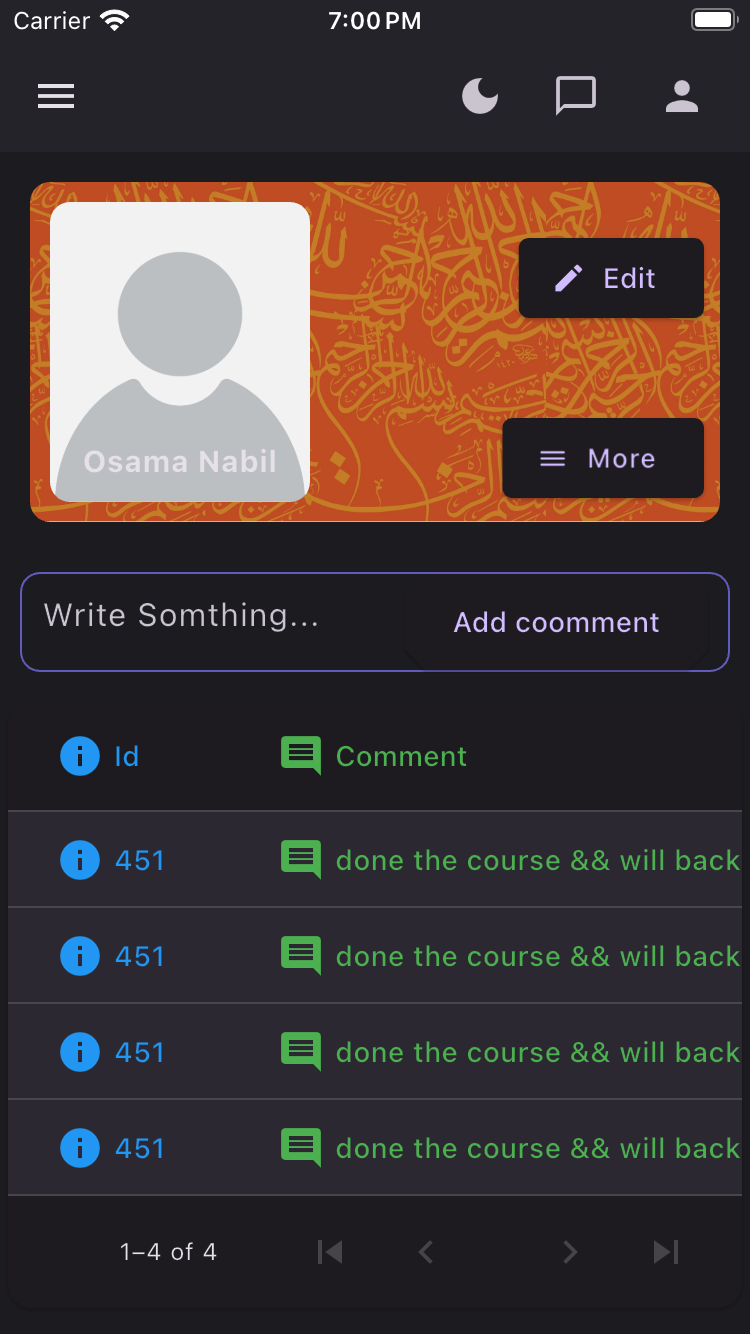 Carrier 7:00 PM
Edit
Osama Nabil
More
Write Somthing...
Add coomment
Id Comment
451 done the course && will back
451 done the course && will back
451 done the course && will back
451 done the course && will back
1–4 of 4